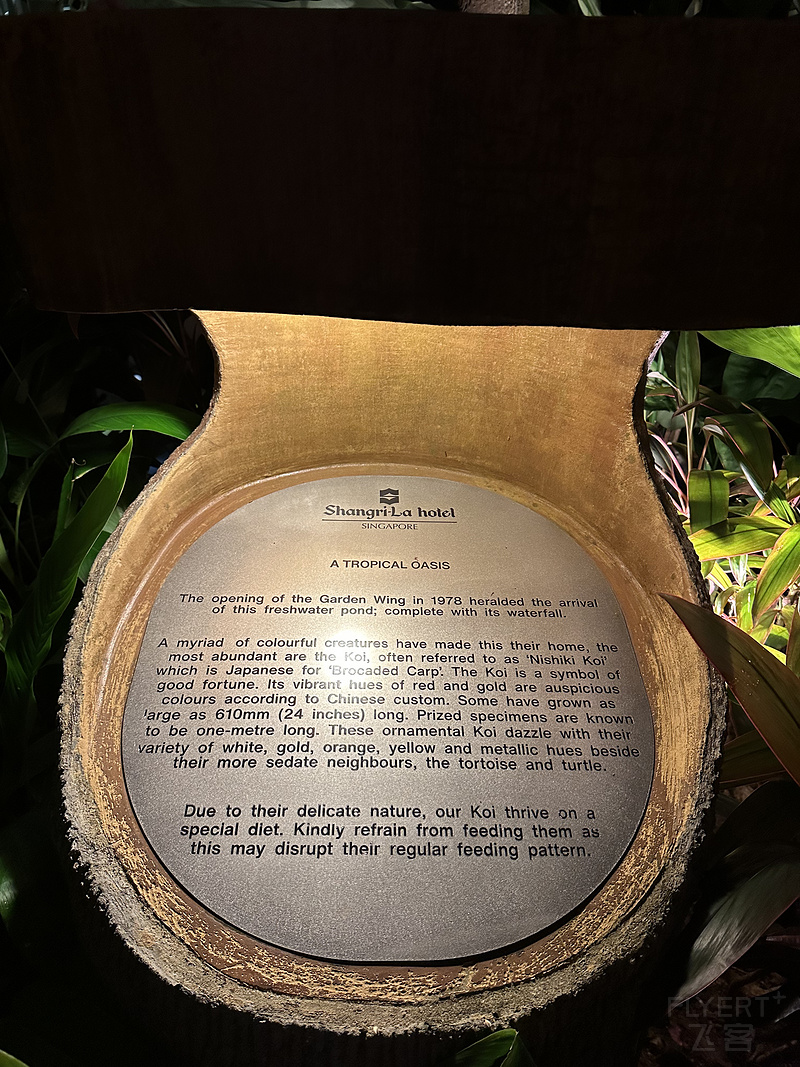 Shangri-La hotel
SINGAPORE
A TROPICAL OASIS
The opening of the Garden Wing in 1978 heralded the arrival
of this freshwater pond; complete with its waterfall.
A myriad of colourful creatures have made this their home, the
most abundant are the Koi, often referred to as 'Nishiki Koi'
which is Japanese for 'Brocaded Carp'. The Koi is a symbol of
good fortune. Its vibrant hues of red and gold are auspicious
colours according to Chinese custom. Some have grown as
large as 610mm (24 inches) long. Prized specimens are known
to be one-metre long. These ornamental Koi dazzle with their
variety of white, gold, orange, yellow and metallic hues beside
their more sedate neighbours, the tortoise and turtle.
Due to their delicate nature, our Koi thrive on a
special diet. Kindly refrain from feeding them as
this may disrupt their regular feeding pattern.
FLYERT+
飞客